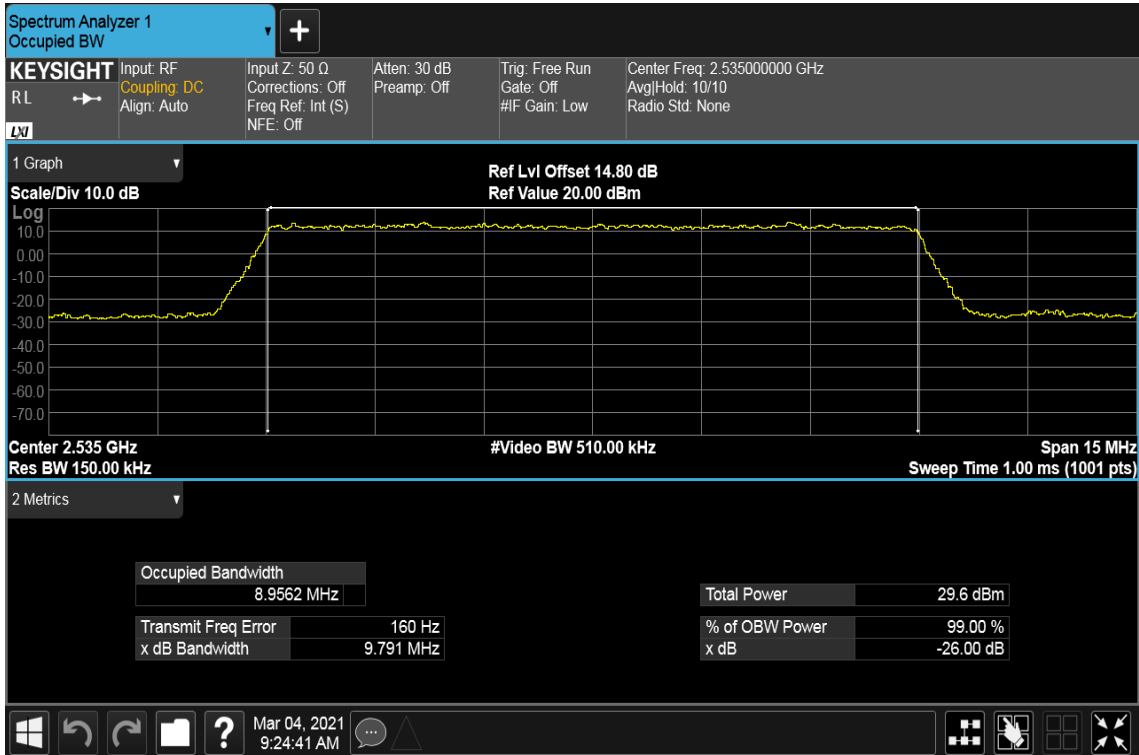 Spectrum Analyzer 1
Occupied BW
+
KEYSIGHT
R L
LXI
Input: RF
Coupling: DC
Align: Auto
Input Z: 50 Ω
Corrections: Off
Freq Ref: Int (S)
NFE: Off
Atten: 30 dB
Preamp: Off
Trig: Free Run
Gate: Off
#IF Gain: Low
Center Freq: 2.535000000 GHz
Avg|Hold: 10/10
Radio Std: None
1 Graph
Scale/Div 10.0 dB
Ref Lvl Offset 14.80 dB
Ref Value 20.00 dBm
Log
10.0
0.00
-10.0
-20.0
-30.0
-40.0
-50.0
-60.0
-70.0
Center 2.535 GHz
Res BW 150.00 kHz
#Video BW 510.00 kHz
Span 15 MHz
Sweep Time 1.00 ms (1001 pts)
2 Metrics
Occupied Bandwidth
8.9562 MHz
Transmit Freq Error 160 Hz
x dB Bandwidth 9.791 MHz
Total Power 29.6 dBm
% of OBW Power 99.00 %
x dB -26.00 dB
?
Mar 04, 2021
9:24:41 AM